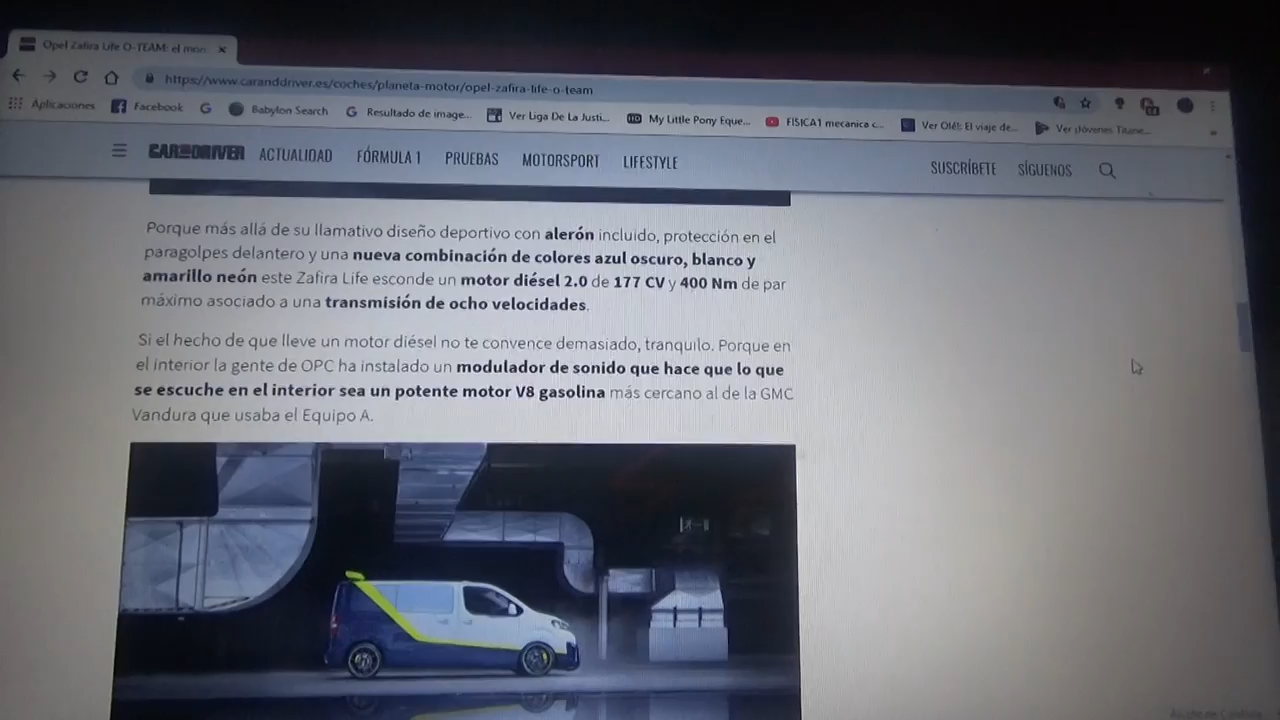 Opel Zafira Life O-TEAM: el mon
https://www.caranddriver.es/coches/planeta-motor/opel-zafira-life-o-team
Aplicaciones Facebook Babylon Search Resultado de image... Ver Liga De La Justi... My Little Pony Eque... FISICA1 mecanica c... Ver Olé!: El viaje de... Ver ¡Jóvenes Titane...
CAR AND DRIVER ACTUALIDAD FÓRMULA 1 PRUEBAS MOTORSPORT LIFESTYLE SUSCRÍBETE SÍGUENOS
Porque más allá de su llamativo diseño deportivo con alerón incluido, protección en el
paragolpes delantero y una nueva combinación de colores azul oscuro, blanco y
amarillo neón este Zafira Life esconde un motor diésel 2.0 de 177 CV y 400 Nm de par
máximo asociado a una transmisión de ocho velocidades.
Si el hecho de que lleve un motor diésel no te convence demasiado, tranquilo. Porque en
el interior la gente de OPC ha instalado un modulador de sonido que hace que lo que
se escuche en el interior sea un potente motor V8 gasolina más cercano al de la GMC
Vandura que usaba el Equipo A.